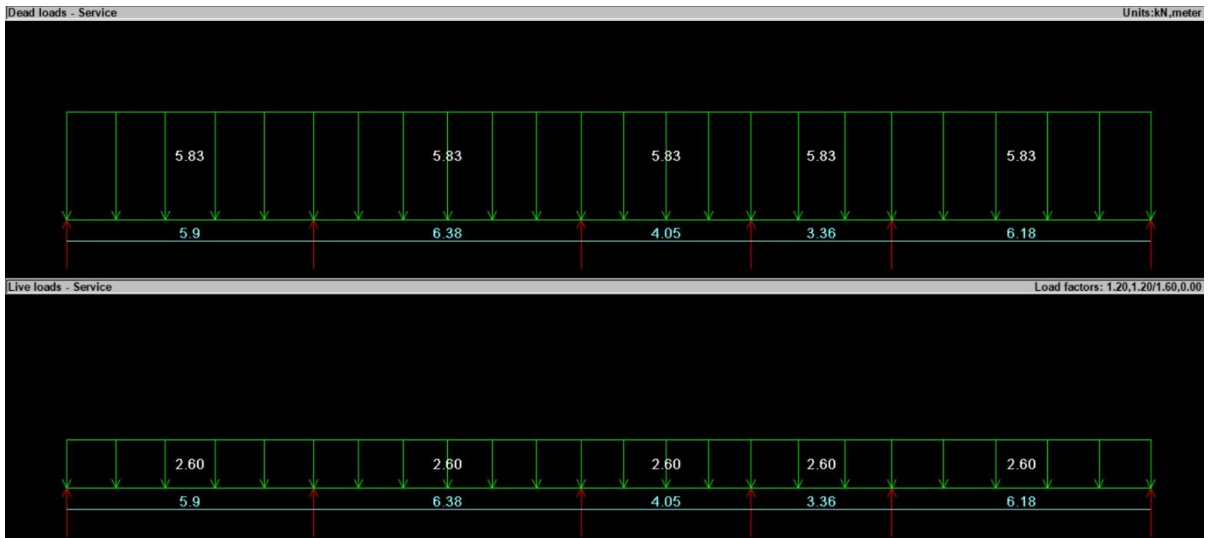 Dead loads - Service Units:kN,meter
5.83 5.83 5.83 5.83 5.83
5.9 6.38 4.05 3.36 6.18
Live loads - Service Load factors: 1.20,1.20/1.60,0.00
2.60 2.60 2.60 2.60 2.60
5.9 6.38 4.05 3.36 6.18